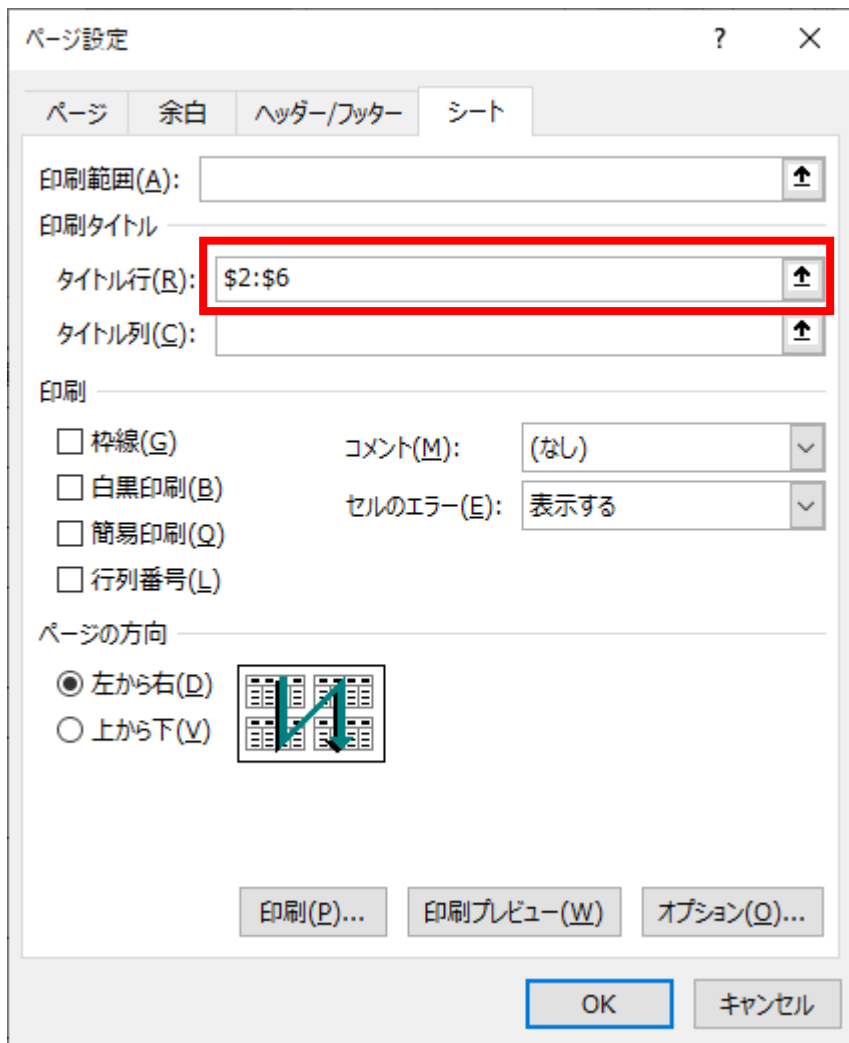 ページ設定 ?
ページ 余白 ヘッダー/フッター シート
印刷範囲(A):
印刷タイトル
タイトル行(R): $2:$6
タイトル列(C):
印刷
枠線(G) コメント(M): (なし)
白黒印刷(B) セルのエラー(E): 表示する
簡易印刷(Q)
行列番号(L)
ページの方向
左から右(D)
上から下(V)
印刷(P)... 印刷プレビュー(W) オプション(O)...
OK キャンセル